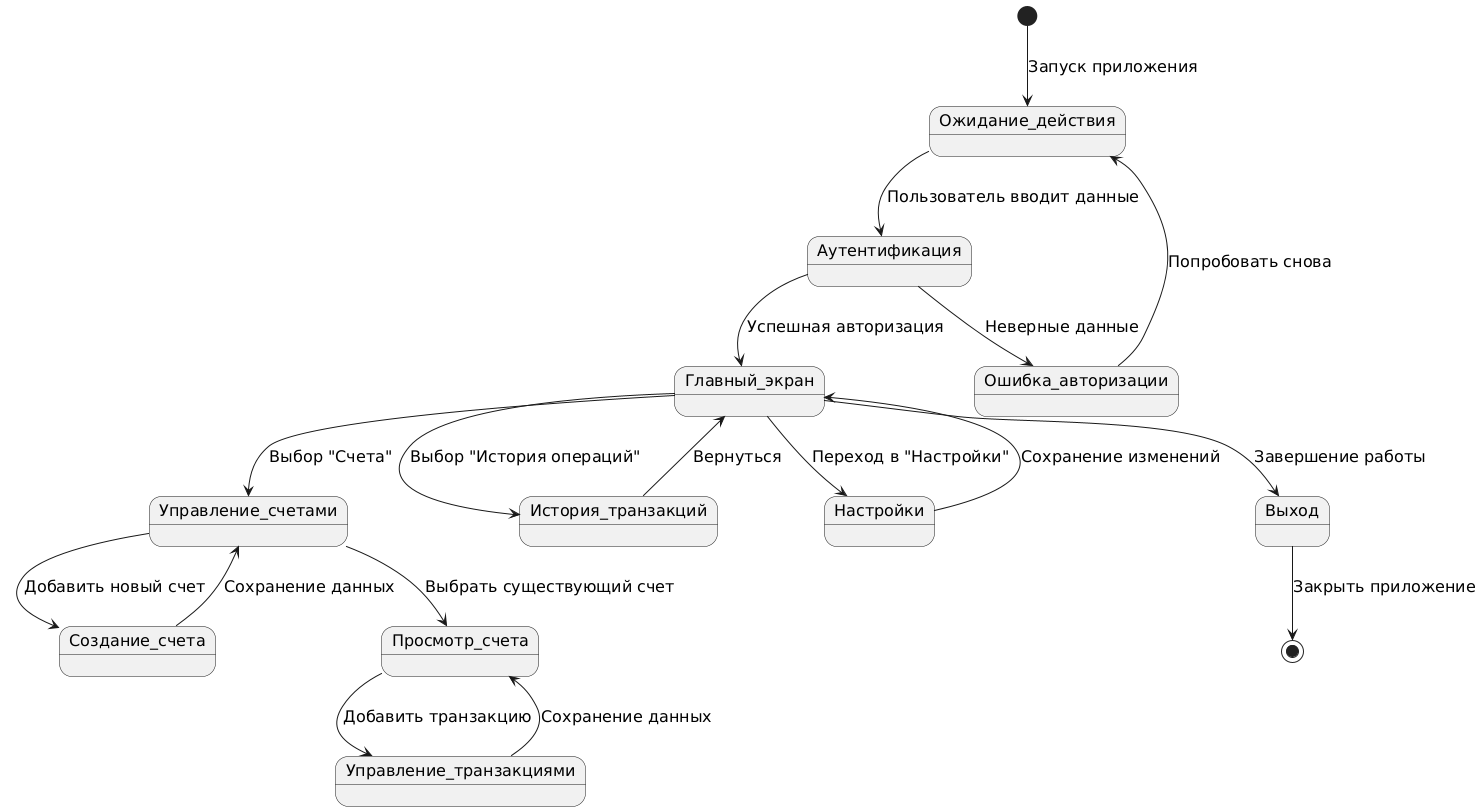 Запуск приложения
Ожидание_действия
Пользователь вводит данные
Аутентификация
Попробовать снова
Успешная авторизация
Неверные данные
Главный_экран
Ошибка_авторизации
Выбор "Счета"
Выбор "История операций"
Вернуться
Переход в "Настройки"
Сохранение изменений
Завершение работы
Управление_счетами
История_транзакций
Настройки
Выход
Добавить новый счет
Сохранение данных
Выбрать существующий счет
Закрыть приложение
Создание_счета
Просмотр_счета
Добавить транзакцию
Сохранение данных
Управление_транзакциями